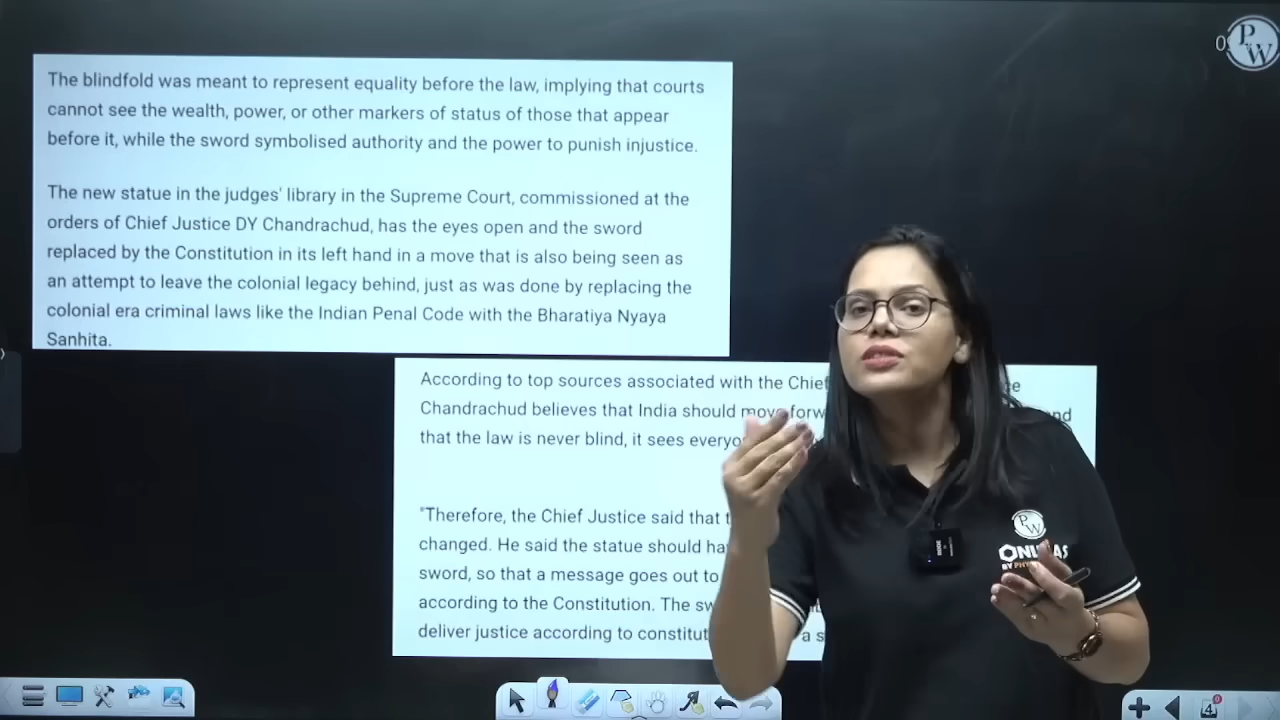 0
PW
The blindfold was meant to represent equality before the law, implying that courts
cannot see the wealth, power, or other markers of status of those that appear
before it, while the sword symbolised authority and the power to punish injustice.
The new statue in the judges' library in the Supreme Court, commissioned at the
orders of Chief Justice DY Chandrachud, has the eyes open and the sword
replaced by the Constitution in its left hand in a move that is also being seen as
an attempt to leave the colonial legacy behind, just as was done by replacing the
colonial era criminal laws like the Indian Penal Code with the Bharatiya Nyaya
Sanhita.
According to top sources associated with the Chief
Chandrachud believes that India should move and
that the law is never blind, it sees
"Therefore, the Chief Justice said that
changed. He said the statue should
sword, so that a message goes out to
according to the Constitution. The
deliver justice according to a
PW
BY
4